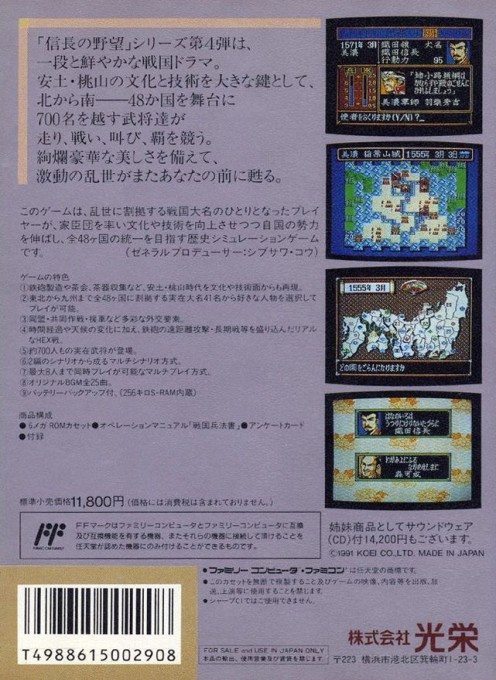 「信長の野望」シリーズ第4弾は、
一段と鮮やかな戦国ドラマ。
安土・桃山の文化と技術を大きな鍵として、
北から南――48か国を舞台に
700名を越す武将達が
走り、戦い、叫び、覇を競う。
絢爛豪華な美しさを備えて、
激動の乱世がまたあなたの前に甦る。
このゲームは、乱世に割拠する戦国大名のひとりとなったプレイ
ヤーが、家臣団を率い文化や技術を向上させつつ自国の勢力
を伸ばし、全48ヶ国の統一を目指す歴史シミュレーションゲーム
です。(ゼネラルプロデューサー:シブサワ・コウ)
ゲームの特色
①鉄砲製造や茶会、茶器収集など、安土・桃山時代を文化や技術面からも再現。
②東北から九州まで全48ヶ国に割拠する実在大名41名から好きな人物を選択して
プレイが可能。
③同盟・共同作戦・援軍など多彩な外交要素。
④時間経過や天候の変化に加え、鉄砲の遠距離攻撃・長期戦等を盛り込んだリアル
なHEX戦。
⑤約700人もの実在武将が登場。
⑥2編のシナリオから成るマルチシナリオ方式。
⑦最大8人まで同時プレイが可能なマルチプレイ方式。
⑧オリジナルBGM全25曲。
⑨バッテリーバックアップ付。(256キロS-RAM内蔵)
商品構成
●6メガROMカセット●オペレーションマニュアル「戦国兵法書」●アンケートカード
●付録
標準小売価格11,800円(価格には消費税は含まれておりません。)
FFマークはファミリーコンピュータとファミリーコンピュータに互換
及び互換機能を有する機器、またそれらの機器に接続して頂けることを
任天堂が認めた機器にのみ付けることができるものです。
1571年 3月
織田領 大名
織田信長
行動力 95
美濃
美濃軍師 羽柴秀吉
使者をおくりますか(Y/N)?
美濃 稲葉山城
1555年 3月
1555年 3月
どの国をごらんになりますか
織田信長
姉妹商品としてサウンドウェア
(CD)付14,200円もございます。
©1991 KOEI CO.,LTD. MADE IN JAPAN
●ファミリーコンピュータ・ファミコンは任天堂の商標です。
●このカセットを無断で複製すること及びゲームの映像、内容等を出版、放
送、上演等に使用することを禁じます。
●シャープC1ではご使用できません。
T4988615002908
FOR SALE and USE IN JAPAN ONLY
本品の輸出、使用営業及び賃貸を禁じます。
株式会社 光栄
〒223 横浜市港北区箕輪町1-23-3